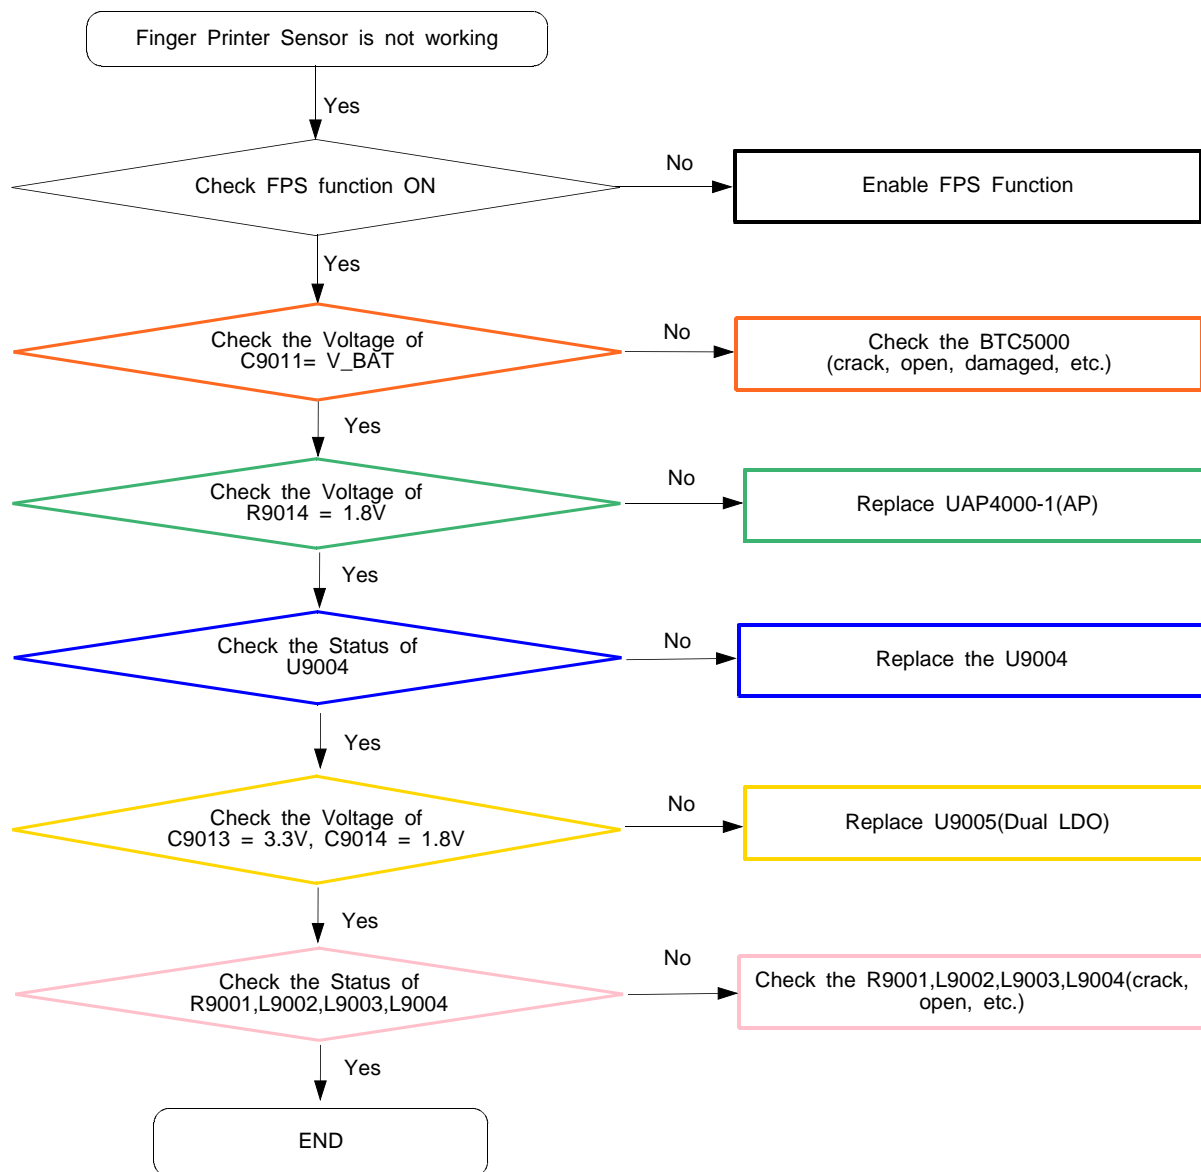 Finger Printer Sensor is not working
Yes
Check FPS function ON
No
Enable FPS Function
Yes
Check the Voltage of
C9011= V_BAT
No
Check the BTC5000
(crack, open, damaged, etc.)
Yes
Check the Voltage of
R9014 = 1.8V
No
Replace UAP4000-1(AP)
Yes
Check the Status of
U9004
No
Replace the U9004
Yes
Check the Voltage of
C9013 = 3.3V, C9014 = 1.8V
No
Replace U9005(Dual LDO)
Yes
Check the Status of
R9001,L9002,L9003,L9004
No
Check the R9001,L9002,L9003,L9004(crack,
open, etc.)
Yes
END